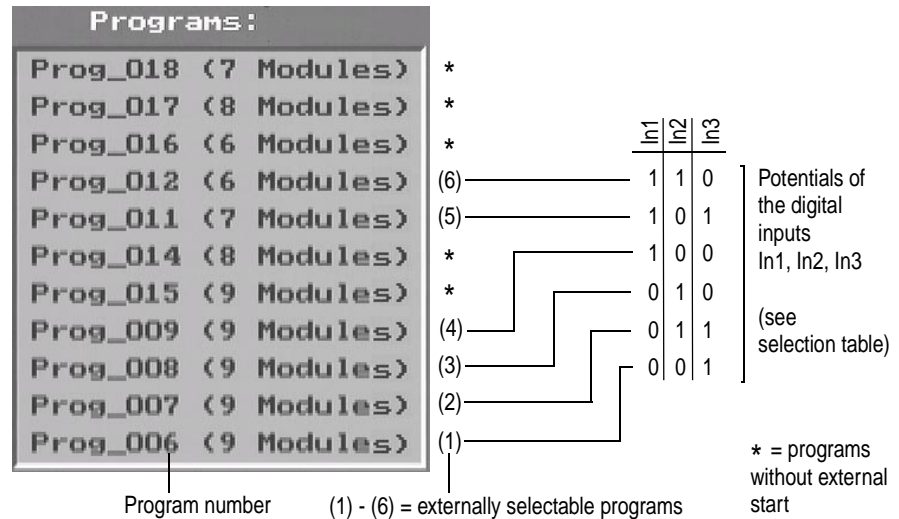 Programs:
Prog_018 (7 Modules) *
Prog_017 (8 Modules) *
Prog_016 (6 Modules) *
Prog_012 (6 Modules) (6)
Prog_011 (7 Modules) (5)
Prog_014 (8 Modules) *
Prog_015 (9 Modules) *
Prog_009 (9 Modules) (4)
Prog_008 (9 Modules) (3)
Prog_007 (9 Modules) (2)
Prog_006 (9 Modules) (1)
In1 In2 In3
1 1 0
1 0 1
1 0 0
0 1 0
0 1 1
0 0 1
Potentials of
the digital
inputs
In1, In2, In3
(see
selection table)
* = programs
without external
start
Program number
(1) - (6) = externally selectable programs